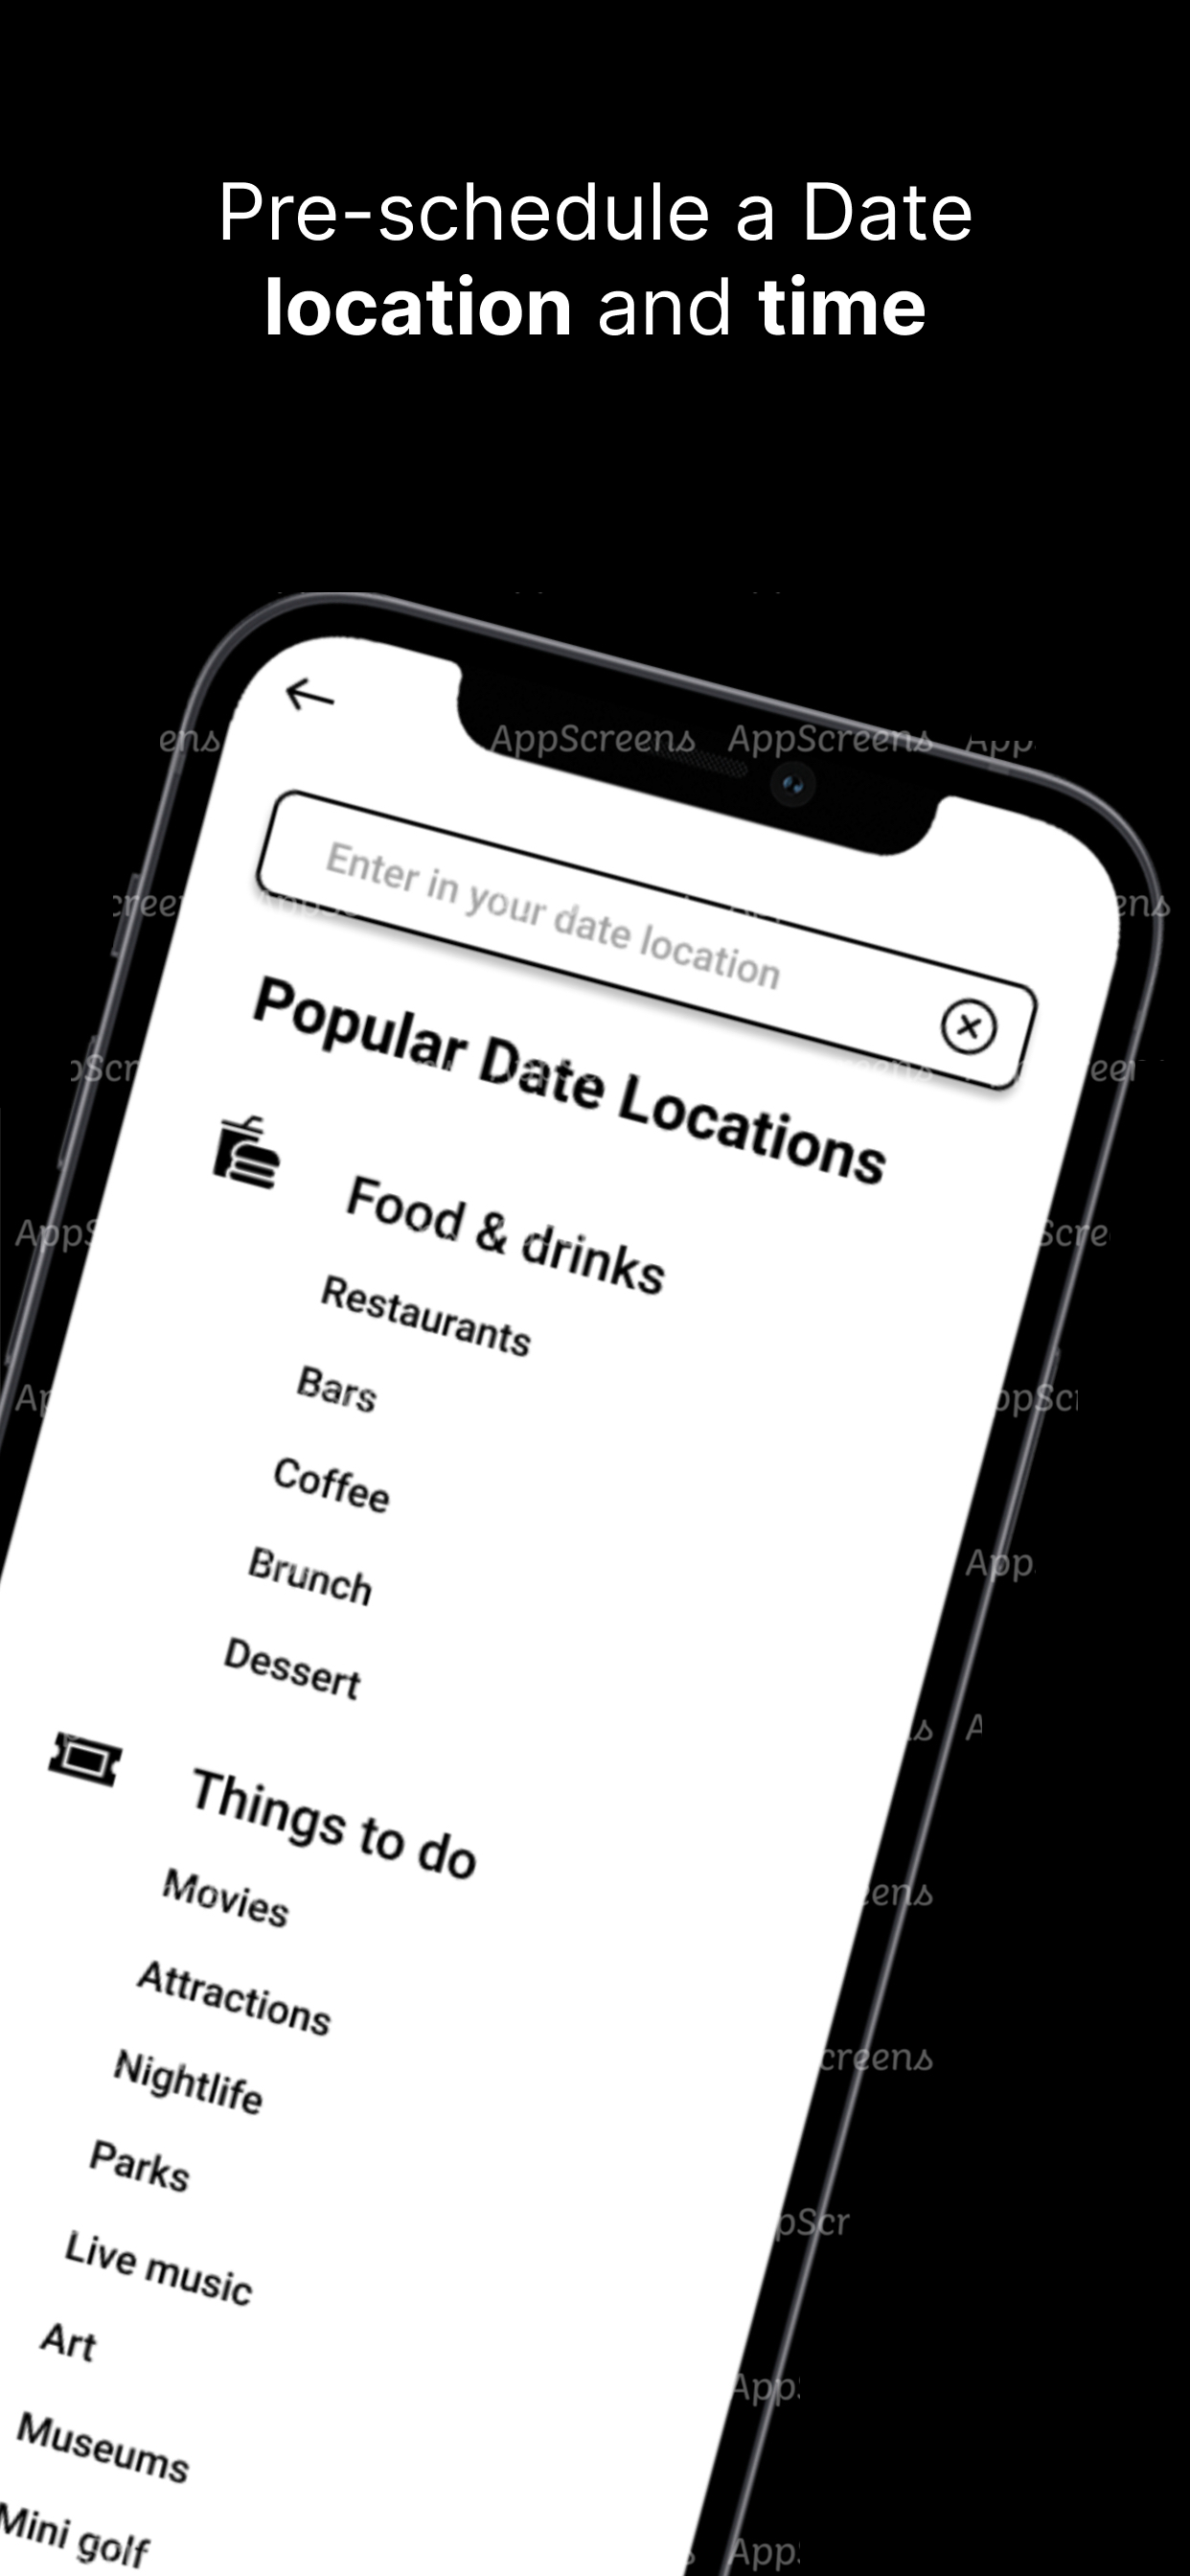 Pre-schedule a Date
location and time
AppScreens AppScreens App
Enter in your date location
Popular Date Locations
Food & drinks
Restaurants
Bars
Coffee
Brunch
Dessert
Things to do
Movies
Attractions
Nightlife
Parks
Live music
Art
Museums
Mini golf